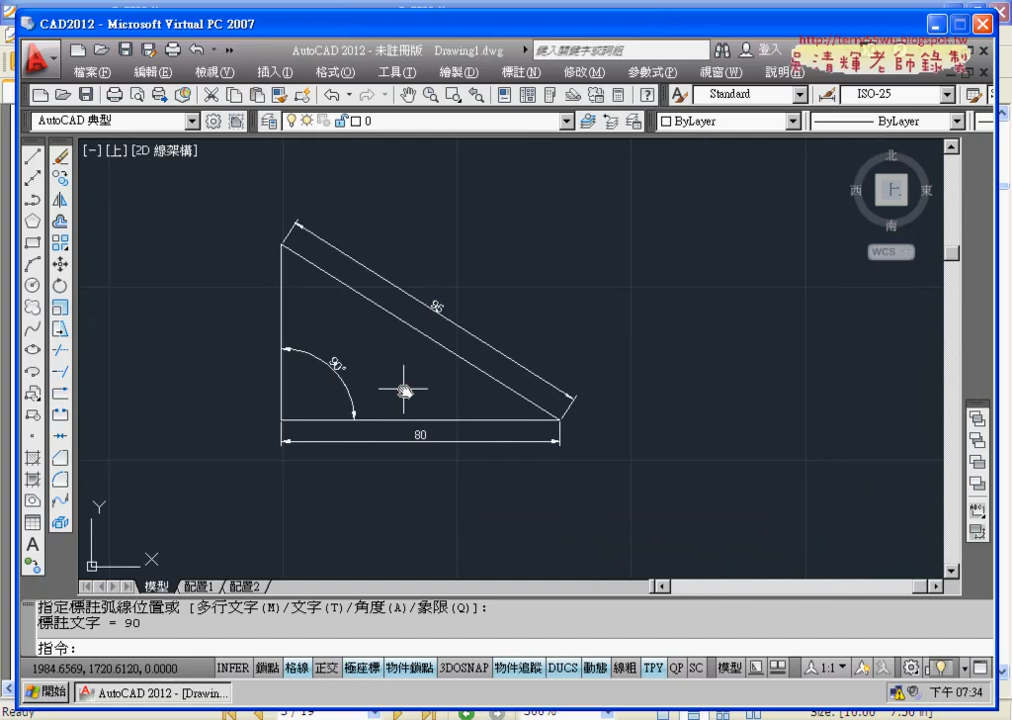 CAD2012 - Microsoft Virtual PC 2007
http://terry55wu.blogspot.tw
AutoCAD 2012 - 未註冊版 Drawing1.dwg
鍵入關鍵字或詞組
登入
吳清輝老師錄製
檔案(F) 編輯(E) 檢視(V) 插入(I) 格式(O) 工具(T) 繪製(D) 標註(N) 修改(M) 參數式(P) 視窗(W) 說明(H)
Standard ISO-25
AutoCAD 典型 0 ByLayer ByLayer
[-][上][2D 線架構]
北
西 上 東
南
WCS
86
90°
80
Y
X
模型 配置1 配置2
指定標註弧線位置或 [多行文字(M)/文字(T)/角度(A)/象限(Q)]:
標註文字 = 90
指令:
1984.6569, 1720.6120, 0.0000 INFER 鎖點 格線 正交 極座標 物件鎖點 3DOSNAP 物件追蹤 DUCS 動態 線粗 TPY QP SC 模型 1:1
開始 AutoCAD 2012 - [Drawin... 下午 07:34
Ready 5 / 19 300%